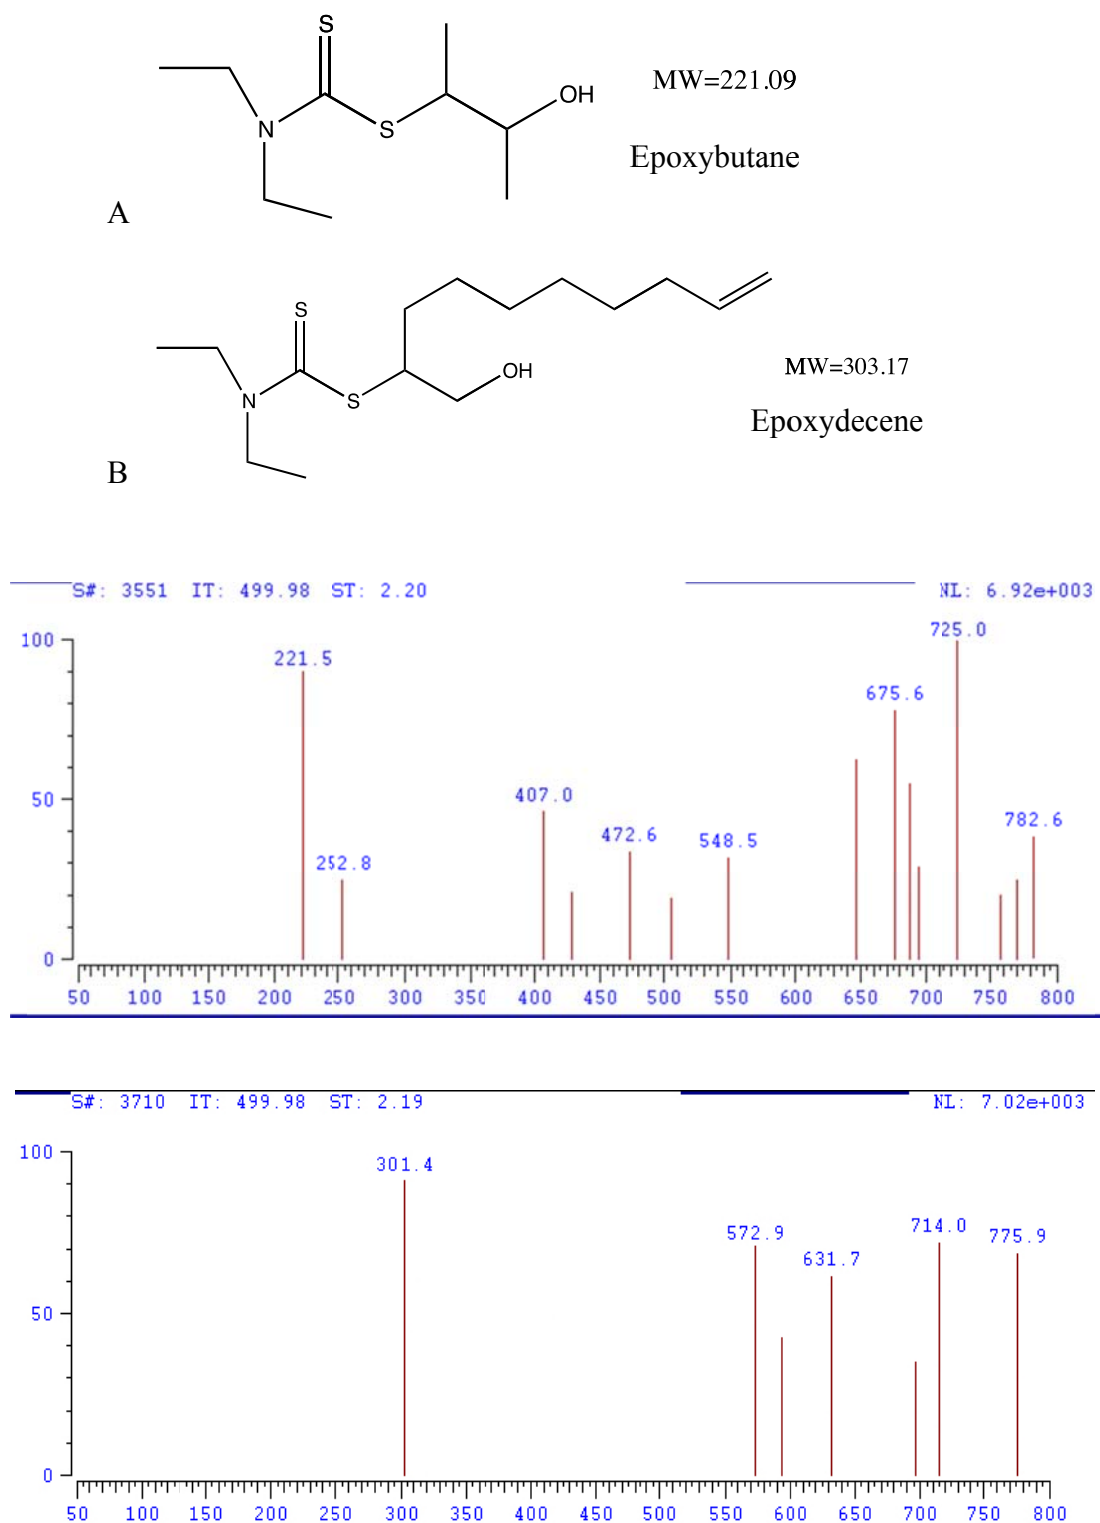 S
OH
MW=221.09
N
S
Epoxybutane
A
S
OH
MW=303.17
N
S
Epoxydecene
B
S#: 3551 IT: 499.98 ST: 2.20 NL: 6.92e+003
100
725.0
221.5
675.6
50
407.0
782.6
472.6
548.5
252.8
0
50 100 150 200 250 300 350 400 450 500 550 600 650 700 750 800
S#: 3710 IT: 499.98 ST: 2.19 NL: 7.02e+003
100
301.4
714.0
572.9
775.9
631.7
50
0
50 100 150 200 250 300 350 400 450 500 550 600 650 700 750 800